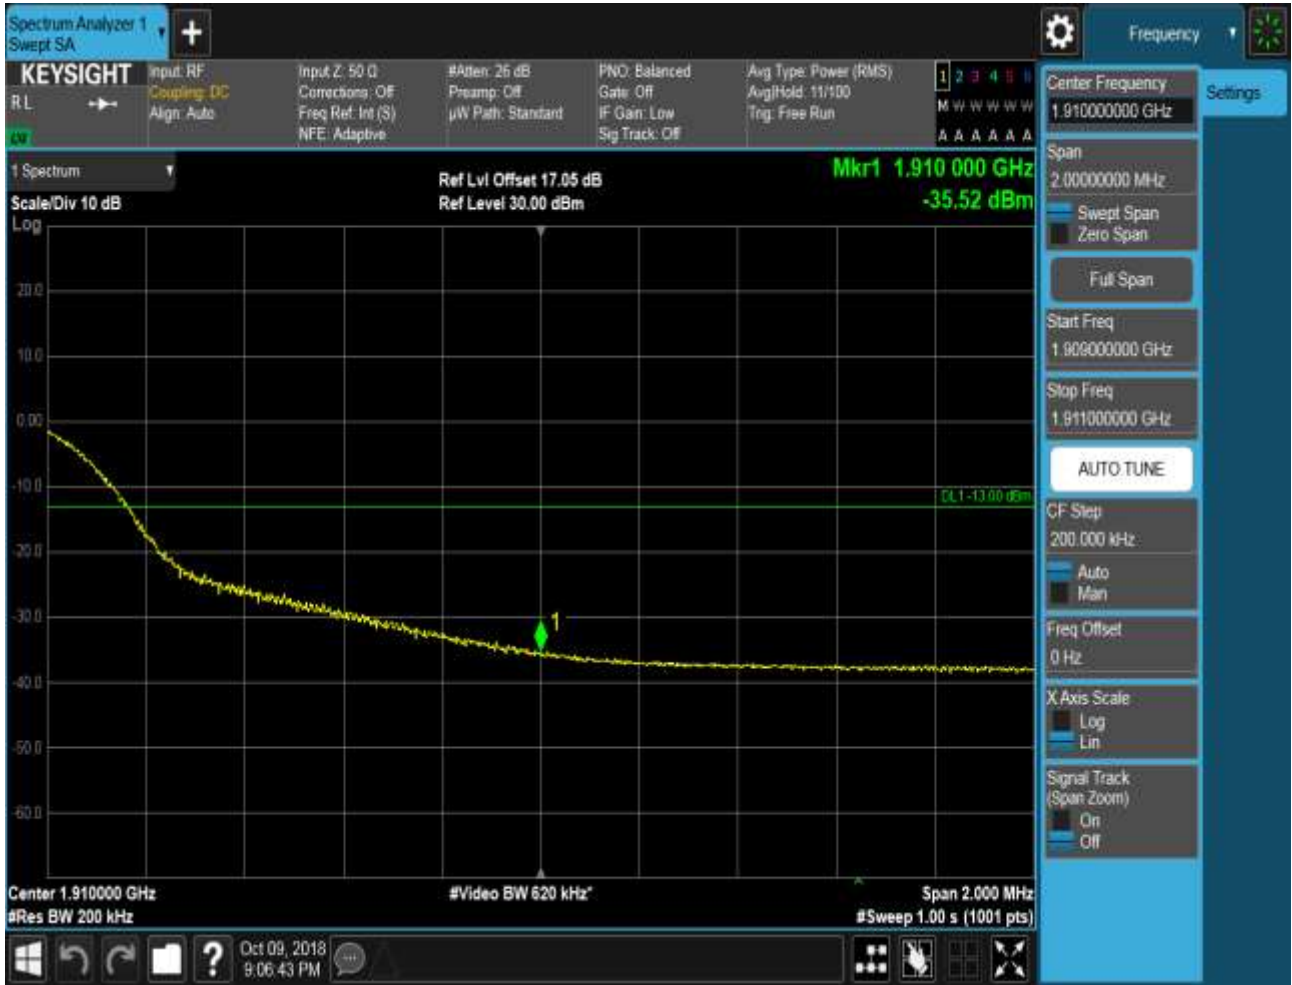 Spectrum Analyzer 1
Swept SA
Frequency
KEYSIGHT
R L
LW
Input: RF
Coupling: DC
Align: Auto
Input Z: 50 Ω
Corrections: Off
Freq Ref: Int (S)
NFE: Adaptive
#Atten: 26 dB
Preamp: Off
µW Path: Standard
PNO: Balanced
Gate: Off
IF Gain: Low
Sig Track: Off
Avg Type: Power (RMS)
Avg|Hold: 11/100
Trig: Free Run
1 2 3 4 5 6
M W W W W W
A A A A A A
1 Spectrum
Scale/Div 10 dB
Log
Ref Lvl Offset 17.05 dB
Ref Level 30.00 dBm
Mkr1 1.910 000 GHz
-35.52 dBm
20.0
10.0
0.00
-10.0
-20.0
-30.0
-40.0
-50.0
-60.0
DL1 -13.00 dBm
1
Center 1.910000 GHz
#Res BW 200 kHz
#Video BW 620 kHz*
Span 2.000 MHz
#Sweep 1.00 s (1001 pts)
?
Oct 09, 2018
9:06:43 PM
Settings
Center Frequency
1.910000000 GHz
Span
2.00000000 MHz
Swept Span
Zero Span
Full Span
Start Freq
1.909000000 GHz
Stop Freq
1.911000000 GHz
AUTO TUNE
CF Step
200.000 kHz
Auto
Man
Freq Offset
0 Hz
X Axis Scale
Log
Lin
Signal Track
(Span Zoom)
On
Off